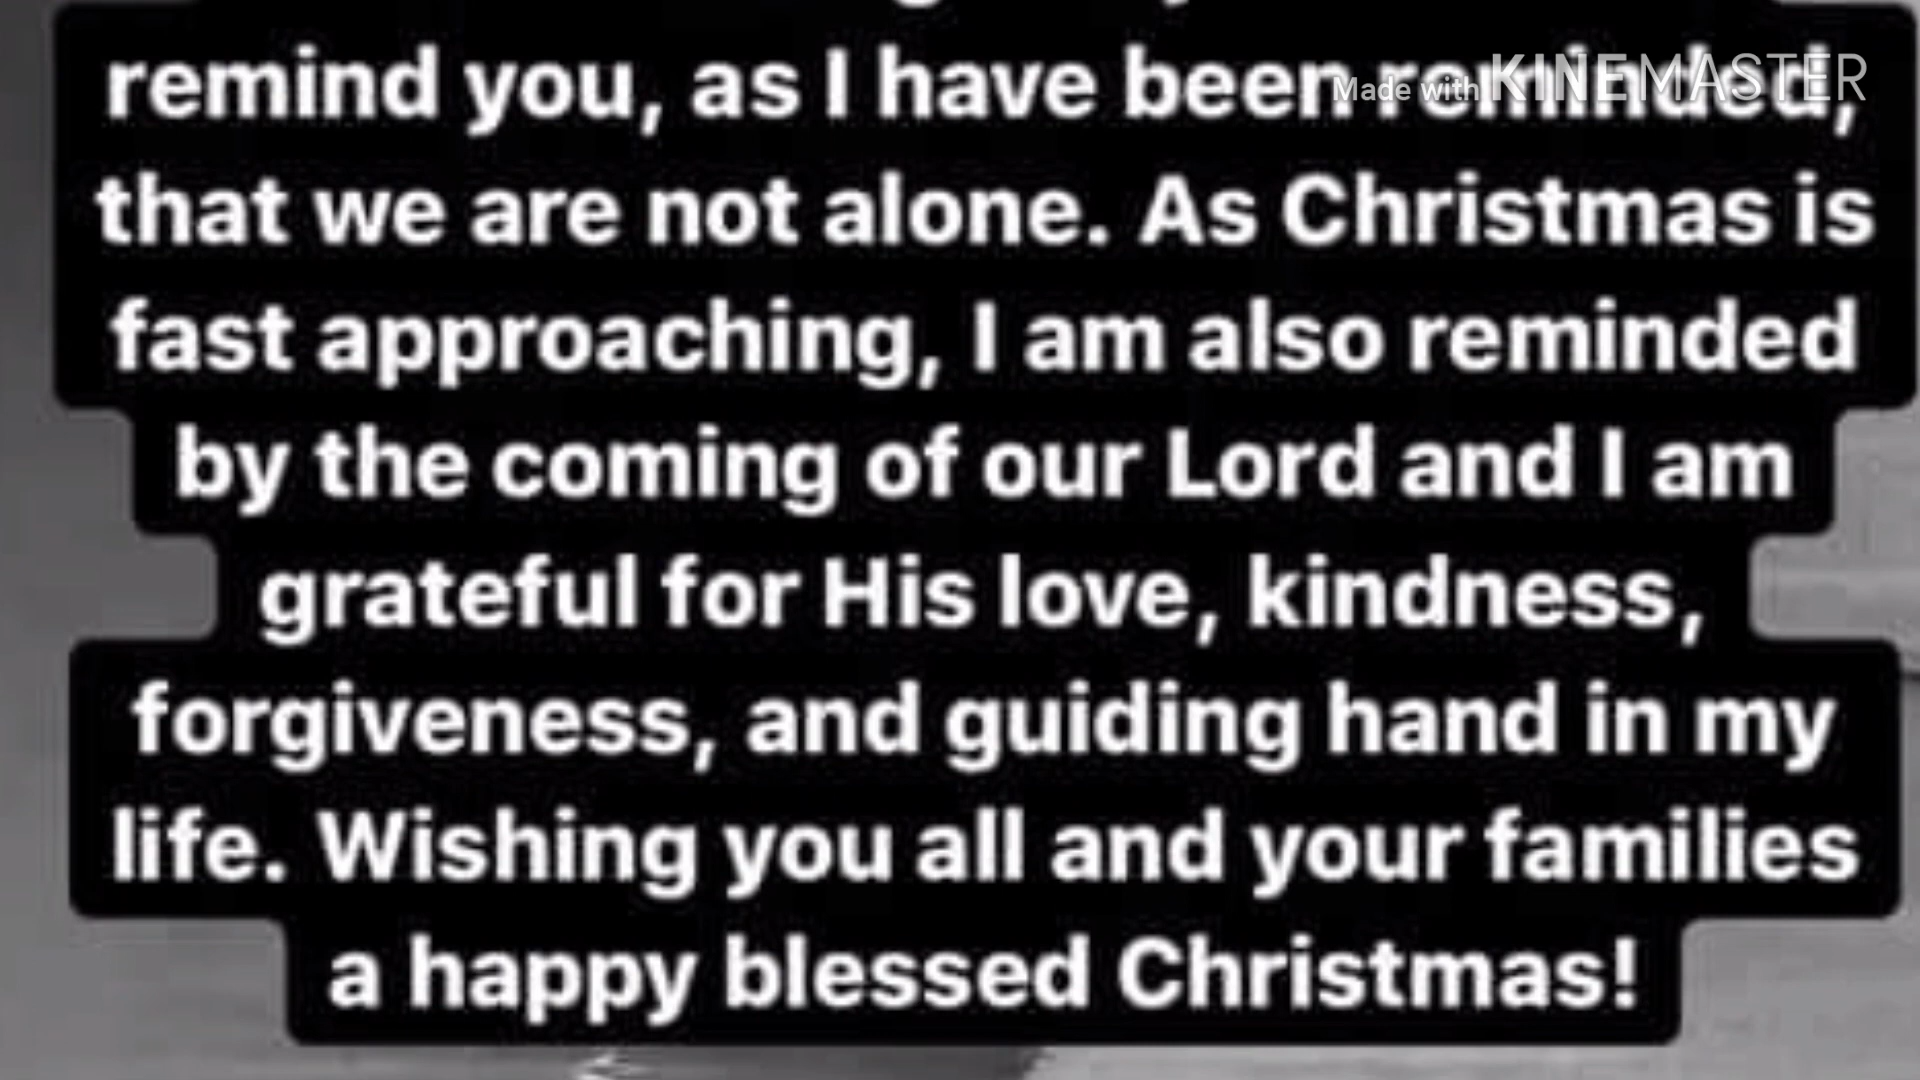 remind you, as I have been reminded,
Made with KINEMASTER
that we are not alone. As Christmas is
fast approaching, I am also reminded
by the coming of our Lord and I am
grateful for His love, kindness,
forgiveness, and guiding hand in my
life. Wishing you all and your families
a happy blessed Christmas!